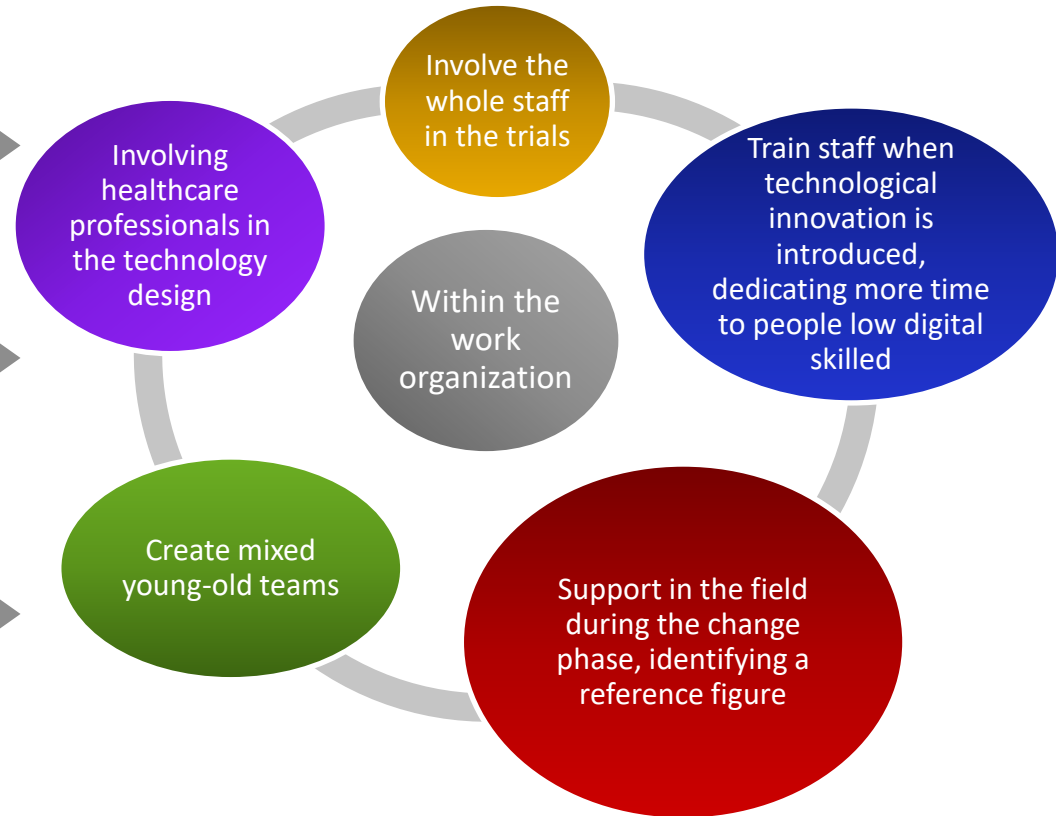 Involve the
whole staff
in the trials
Train staff when
technological
innovation is
introduced,
dedicating more time
to people low digital
skilled
Support in the field
during the change
phase, identifying a
reference figure
Create mixed
young-old teams
Involving
healthcare
professionals in
the technology
design
Within the
work
organization